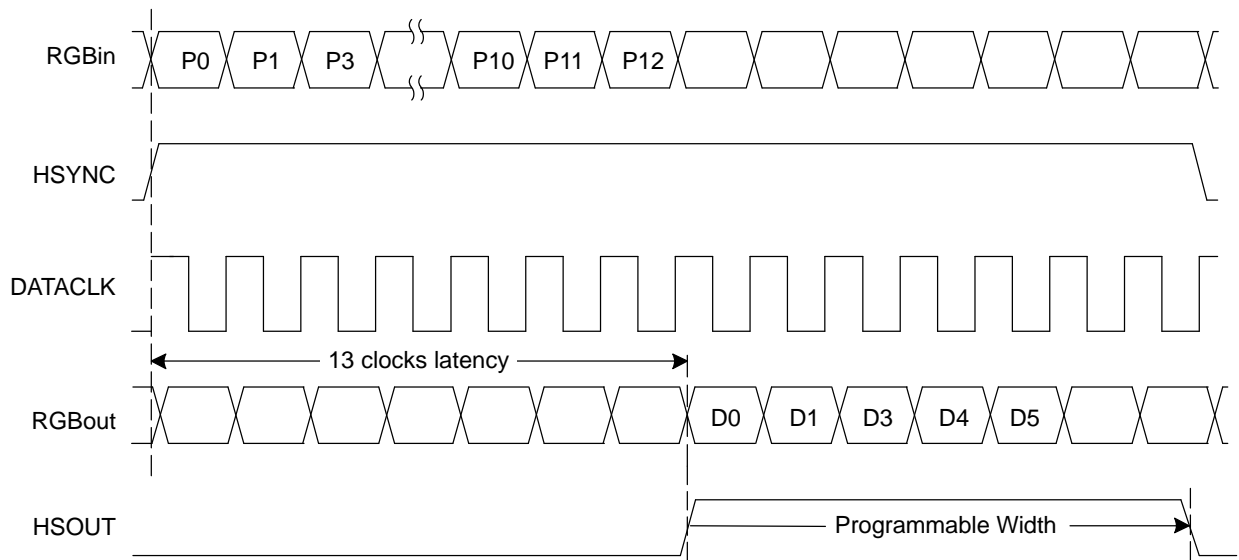 RGBin P0 P1 P3 P10 P11 P12
HSYNC
DATACLK
13 clocks latency
RGBout D0 D1 D3 D4 D5
HSOUT Programmable Width